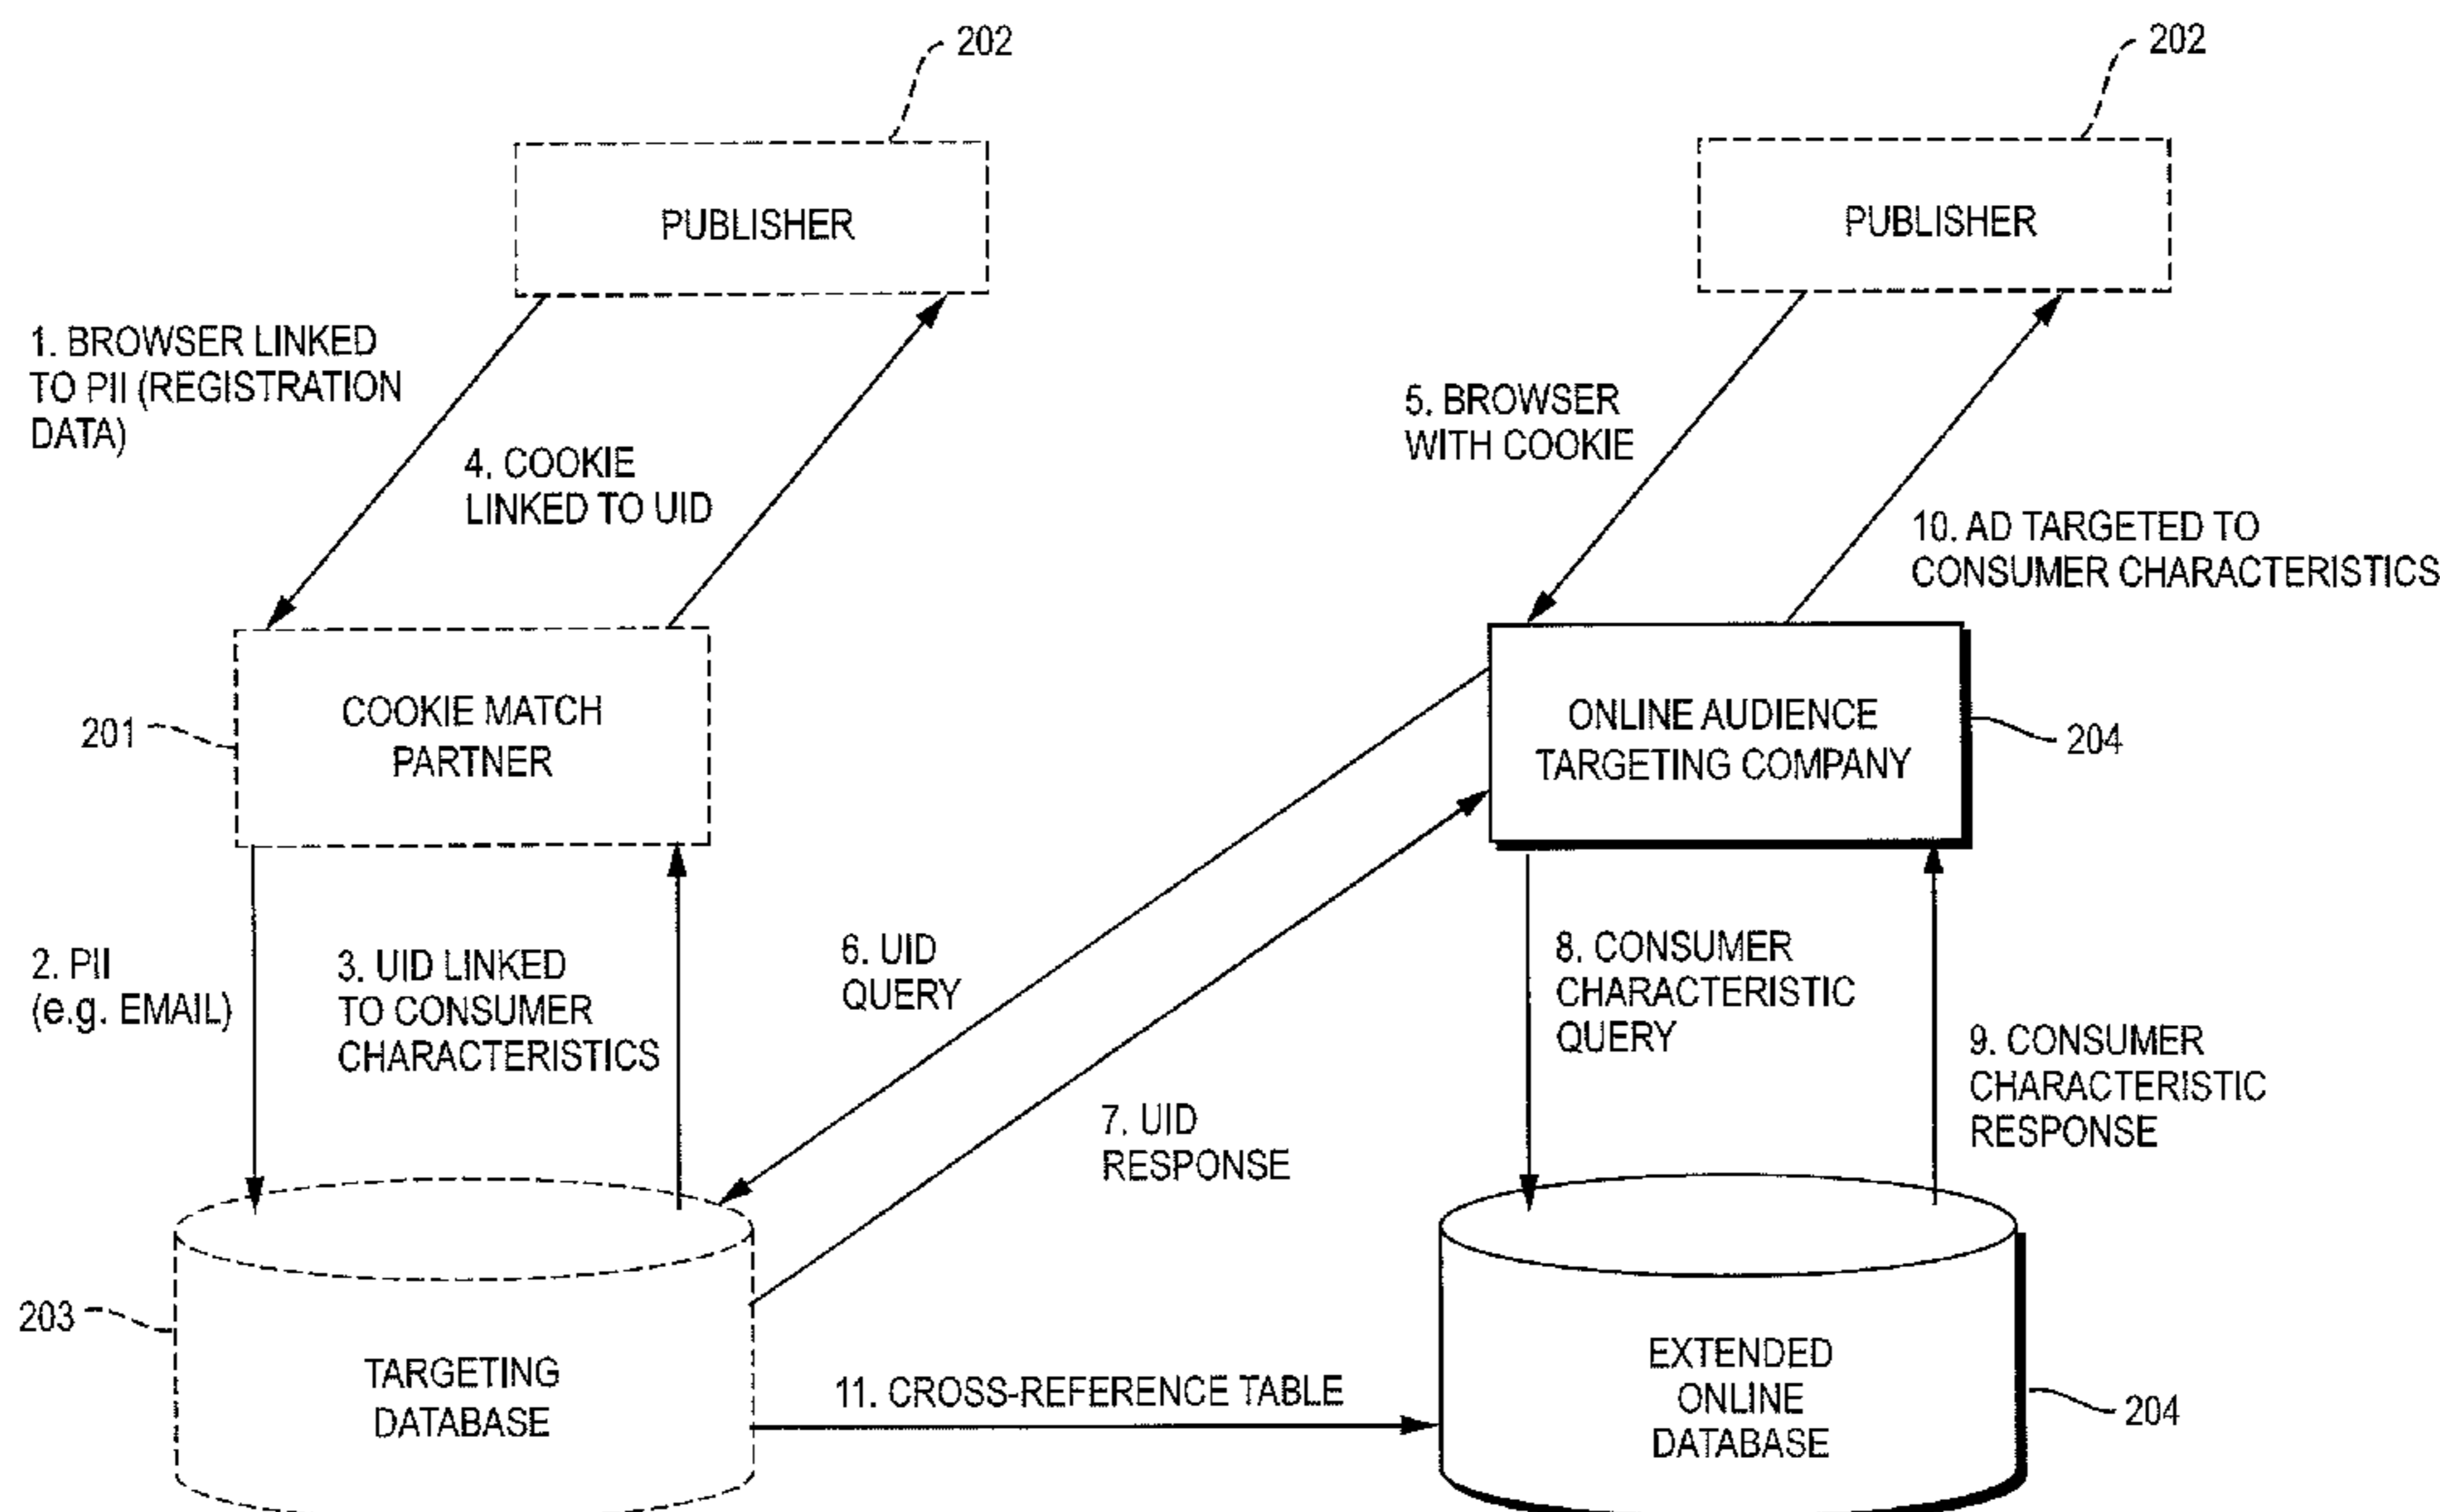 202
202
PUBLISHER
PUBLISHER
1. BROWSER LINKED
TO PII (REGISTRATION
DATA)
4. COOKIE
LINKED TO UID
5. BROWSER
WITH COOKIE
10. AD TARGETED TO
CONSUMER CHARACTERISTICS
201
COOKIE MATCH
PARTNER
ONLINE AUDIENCE
TARGETING COMPANY
204
2. PII
(e.g. EMAIL)
3. UID LINKED
TO CONSUMER
CHARACTERISTICS
6. UID
QUERY
7. UID
RESPONSE
8. CONSUMER
CHARACTERISTIC
QUERY
9. CONSUMER
CHARACTERISTIC
RESPONSE
203
TARGETING
DATABASE
11. CROSS-REFERENCE TABLE
EXTENDED
ONLINE
DATABASE
204